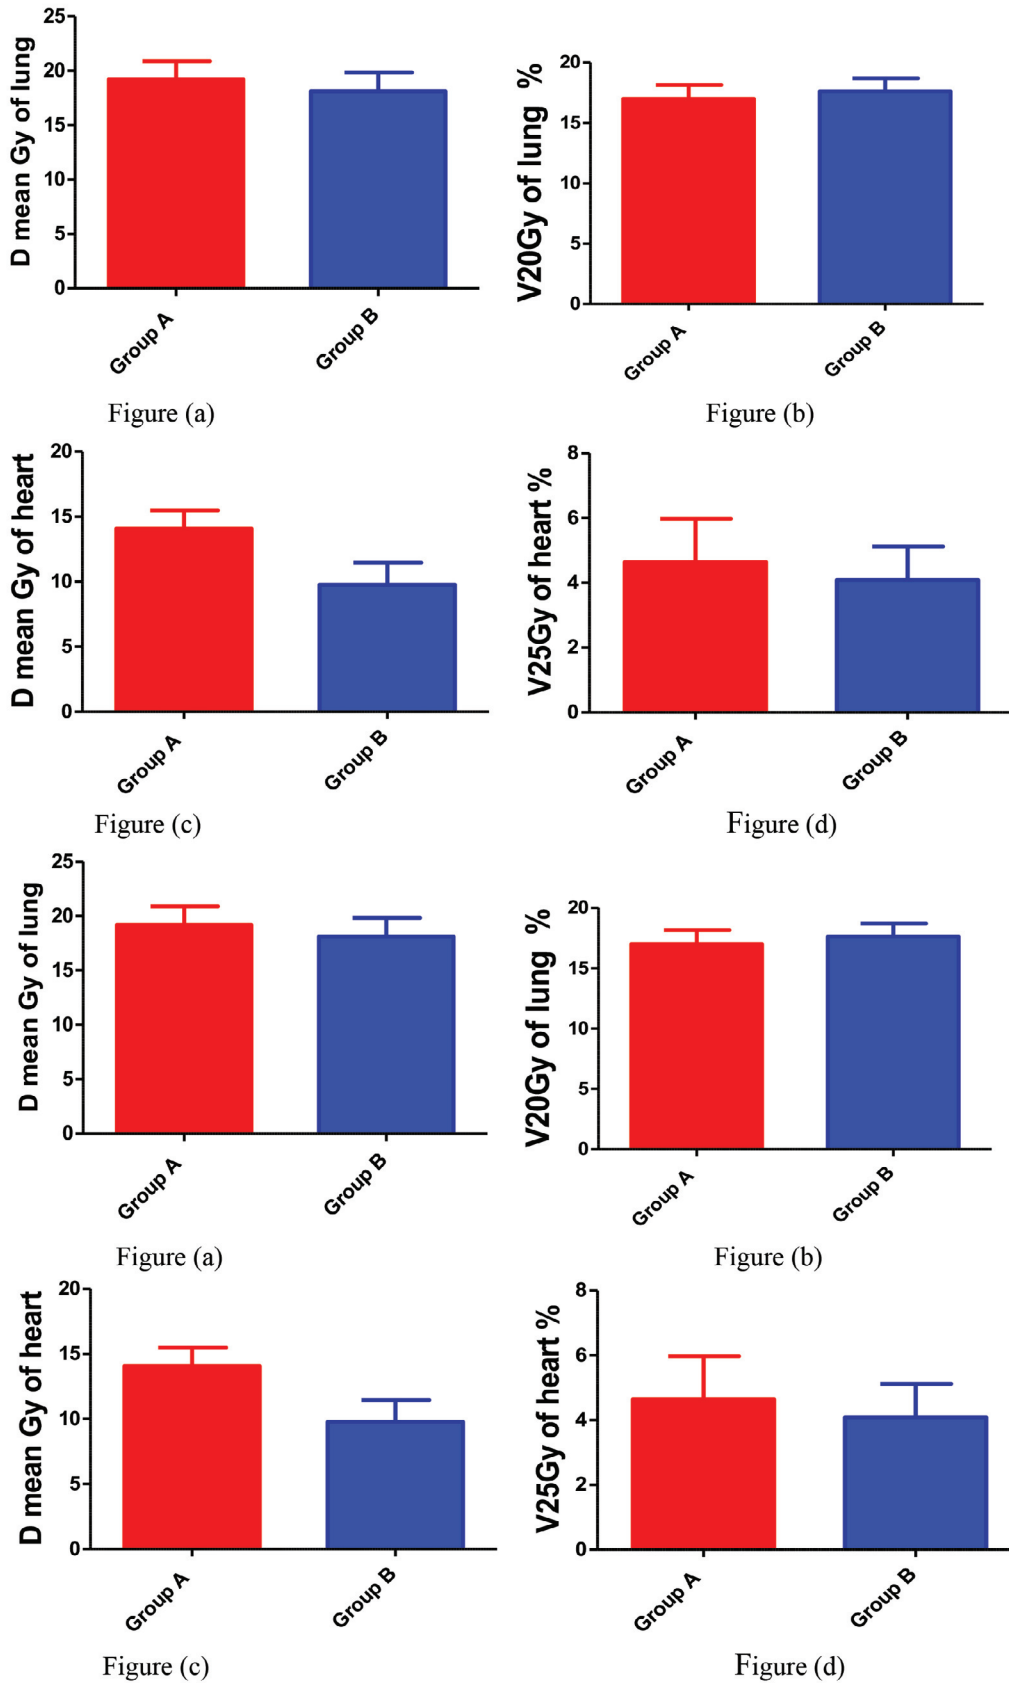 D mean Gy of lung
25
20
15
10
5
0
Group A
Group B
Figure (a)
V20Gy of lung %
20
15
10
5
0
Group A
Group B
Figure (b)
D mean Gy of heart
20
15
10
5
0
Group A
Group B
Figure (c)
V25Gy of heart %
8
6
4
2
0
Group A
Group B
Figure (d)
D mean Gy of lung
25
20
15
10
5
0
Group A
Group B
Figure (a)
V20Gy of lung %
20
15
10
5
0
Group A
Group B
Figure (b)
D mean Gy of heart
20
15
10
5
0
Group A
Group B
Figure (c)
V25Gy of heart %
8
6
4
2
0
Group A
Group B
Figure (d)